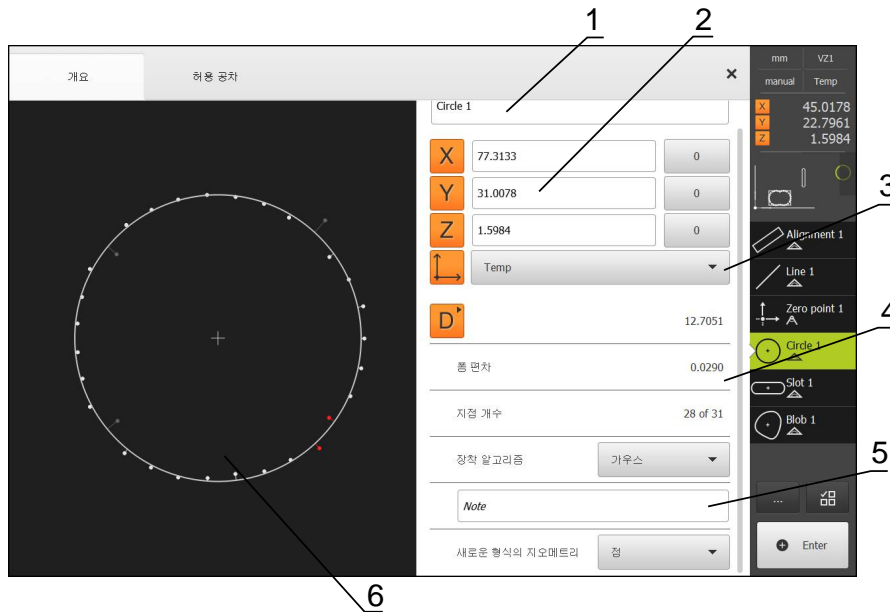 1
2
개요
허용 공차
×
mm
VZ1
manual
Temp
X 45.0178
Y 22.7961
Z 1.5984
Circle 1
X 77.3133 0
Y 31.0078 0
Z 1.5984 0
Temp
3
D 12.7051
4
폼 편차 0.0290
지점 개수 28 of 31
장착 알고리즘 가우스
5
Note
새로운 형식의 지오메트리 점
6
Alignment 1
Line 1
Zero point 1
Circle 1
Slot 1
Blob 1
...
Enter